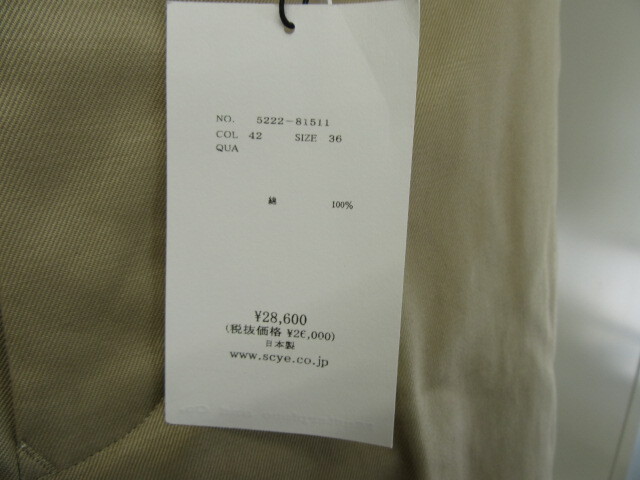 NO. 5222-81511
COL 42 SIZE 36
QUA
綿 100%
¥28,600
(税抜価格 ¥26,000)
日本製
www.scye.co.jp